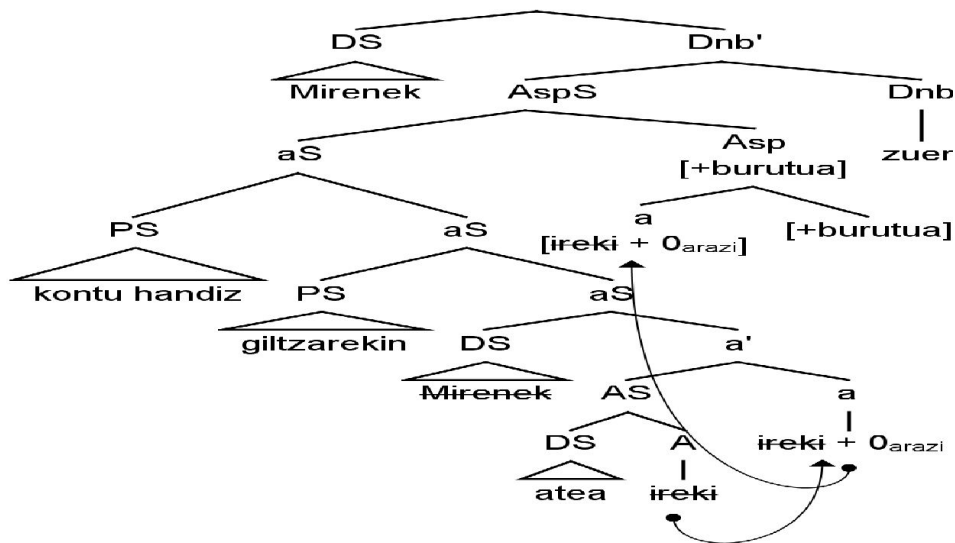 DS Dnb'
Mirenek AspS Dnb
aS Asp zuen
[+burutua]
PS aS a [+burutua]
[ireki + 0arazi]
kontu handiz PS aS
giltzarekin DS a'
Mirenek AS a
DS A ireki + 0arazi
atea ireki